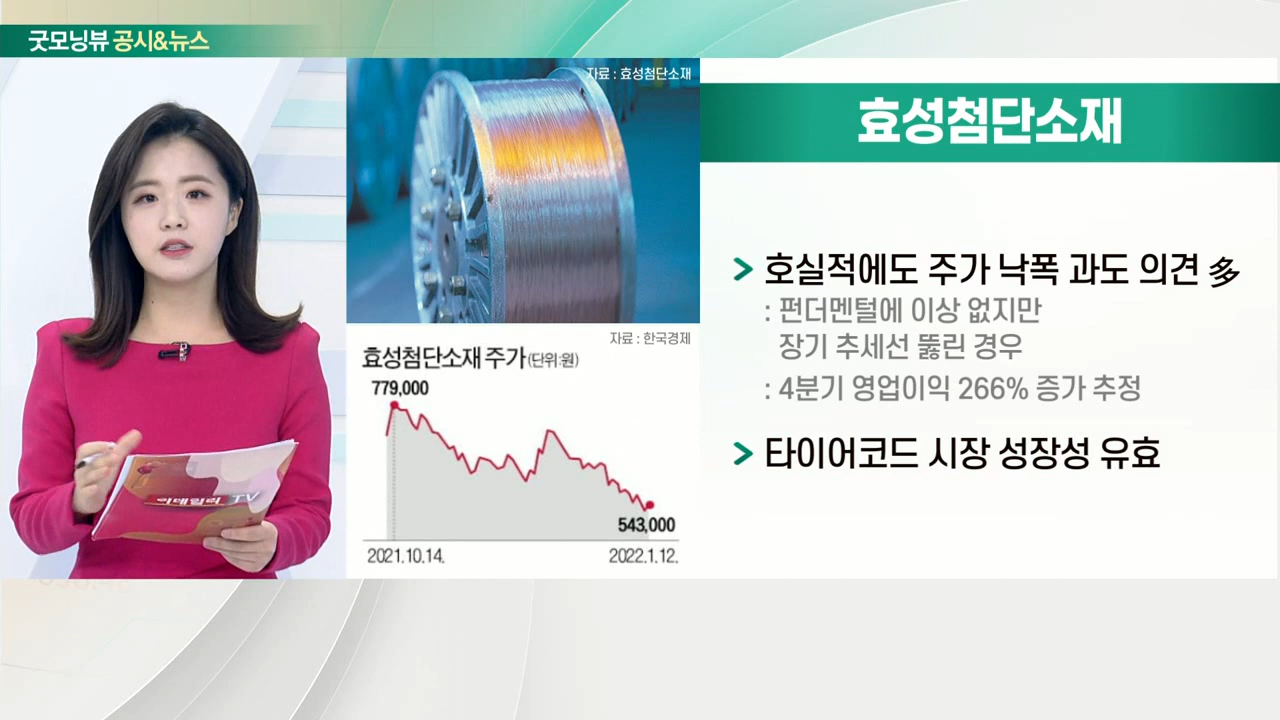 굿모닝뷰 공시&뉴스
자료 : 효성첨단소재
효성첨단소재
호실적에도 주가 낙폭 과도 의견 多
: 펀더멘털에 이상 없지만
장기 추세선 뚫린 경우
: 4분기 영업이익 266% 증가 추정
타이어코드 시장 성장성 유효
자료 : 한국경제
효성첨단소재 주가 (단위:원)
779,000
543,000
2021.10.14.
2022.1.12.
이데일리 TV